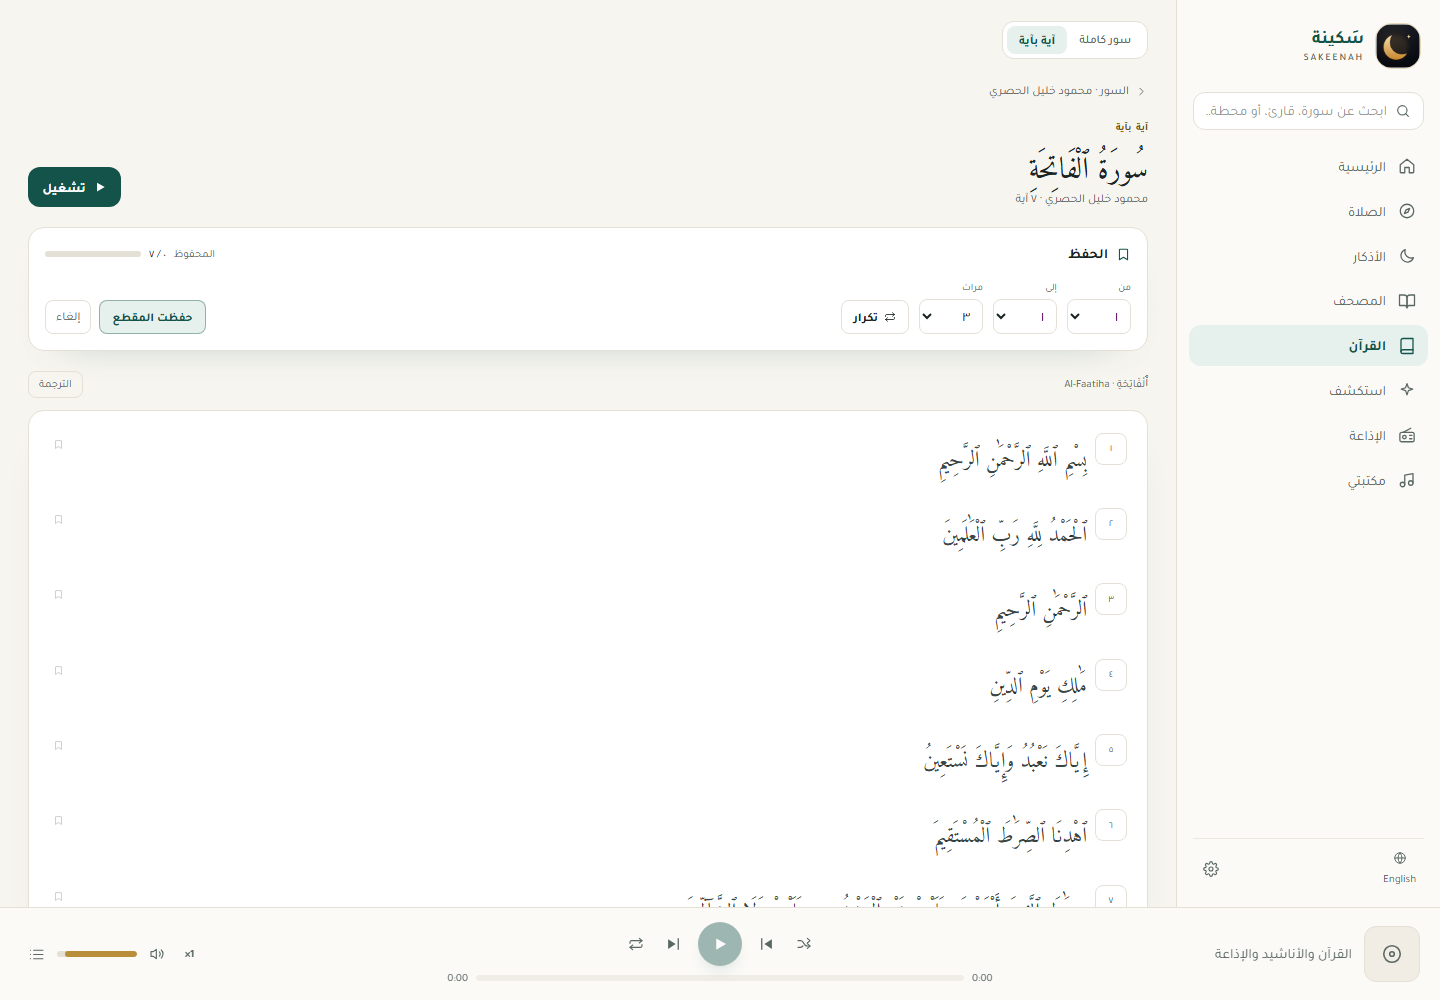 سَكينة
SAKEENAH
ابحث عن سورة، قارئ، أو محطة..
الرئيسية
الصلاة
الأذكار
المصحف
القرآن
استكشف
الإذاعة
مكتبتي
English
سور كاملة
آية بآية
السور · محمود خليل الحصري
آية بآية
سُورَةُ ٱلْفَاتِحَةِ
محمود خليل الحصري · ٧ آية
تشغيل
الحفظ
المحفوظ ٠/٧
من
إلى
مرات
١
١
٣
تكرار
حفظت المقطع
إلغاء
ٱلْفَاتِحَةِ · Al-Faatiha
الترجمة
١
بِسْمِ ٱللَّهِ ٱلرَّحْمَٰنِ ٱلرَّحِيمِ
٢
ٱلْحَمْدُ لِلَّهِ رَبِّ ٱلْعَٰلَمِينَ
٣
ٱلرَّحْمَٰنِ ٱلرَّحِيمِ
٤
مَٰلِكِ يَوْمِ ٱلدِّينِ
٥
إِيَّاكَ نَعْبُدُ وَإِيَّاكَ نَسْتَعِينُ
٦
ٱهْدِنَا ٱلصِّرَٰطَ ٱلْمُسْتَقِيمَ
٧
القرآن والأناشيد والإذاعة
0:00
0:00
x1